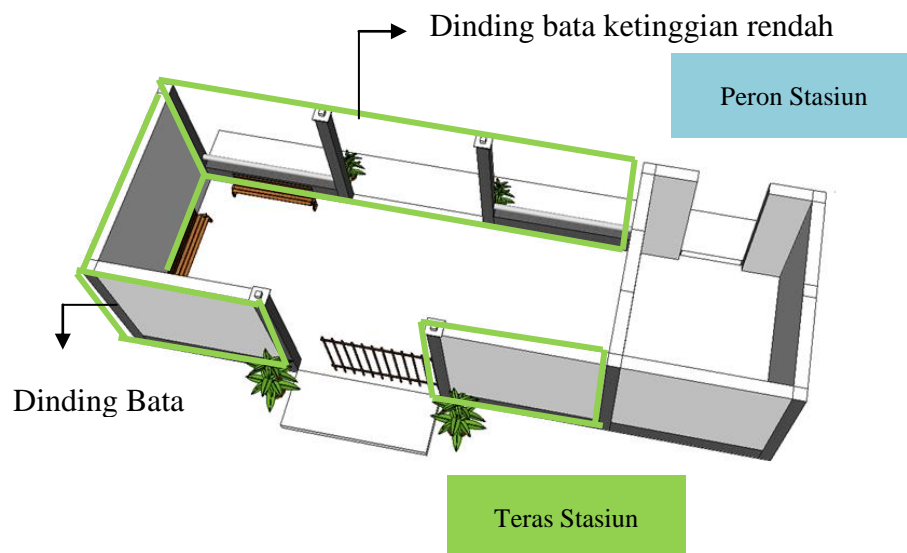 Dinding bata ketinggian rendah
Peron Stasiun
Dinding Bata
Teras Stasiun